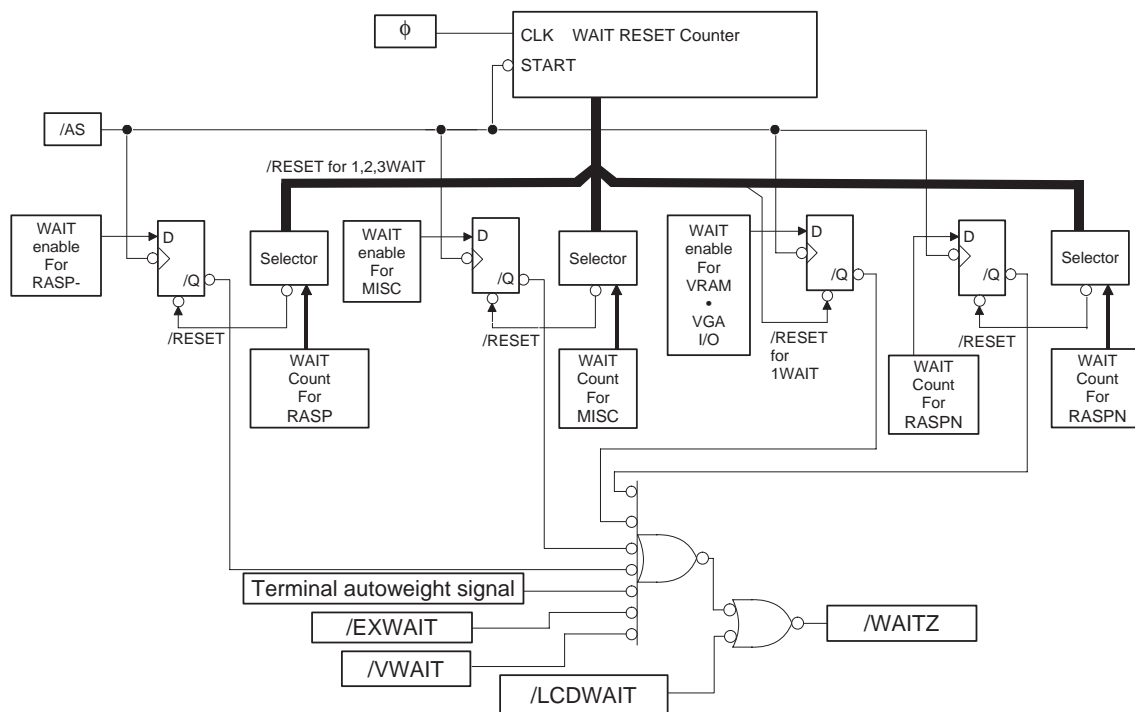 ϕ
CLK WAIT RESET Counter
START
/AS
/RESET for 1,2,3WAIT
WAIT
enable
For
RASP-
D
/Q
Selector
/RESET
WAIT
Count
For
RASP
WAIT
enable
For
MISC
D
/Q
Selector
/RESET
WAIT
Count
For
MISC
WAIT
enable
For
VRAM
•
VGA
I/O
D
/Q
/RESET
for
1WAIT
D
/Q
Selector
/RESET
WAIT
Count
For
RASPN
WAIT
Count
For
RASPN
Terminal autoweight signal
/EXWAIT
/VWAIT
/LCDWAIT
/WAITZ